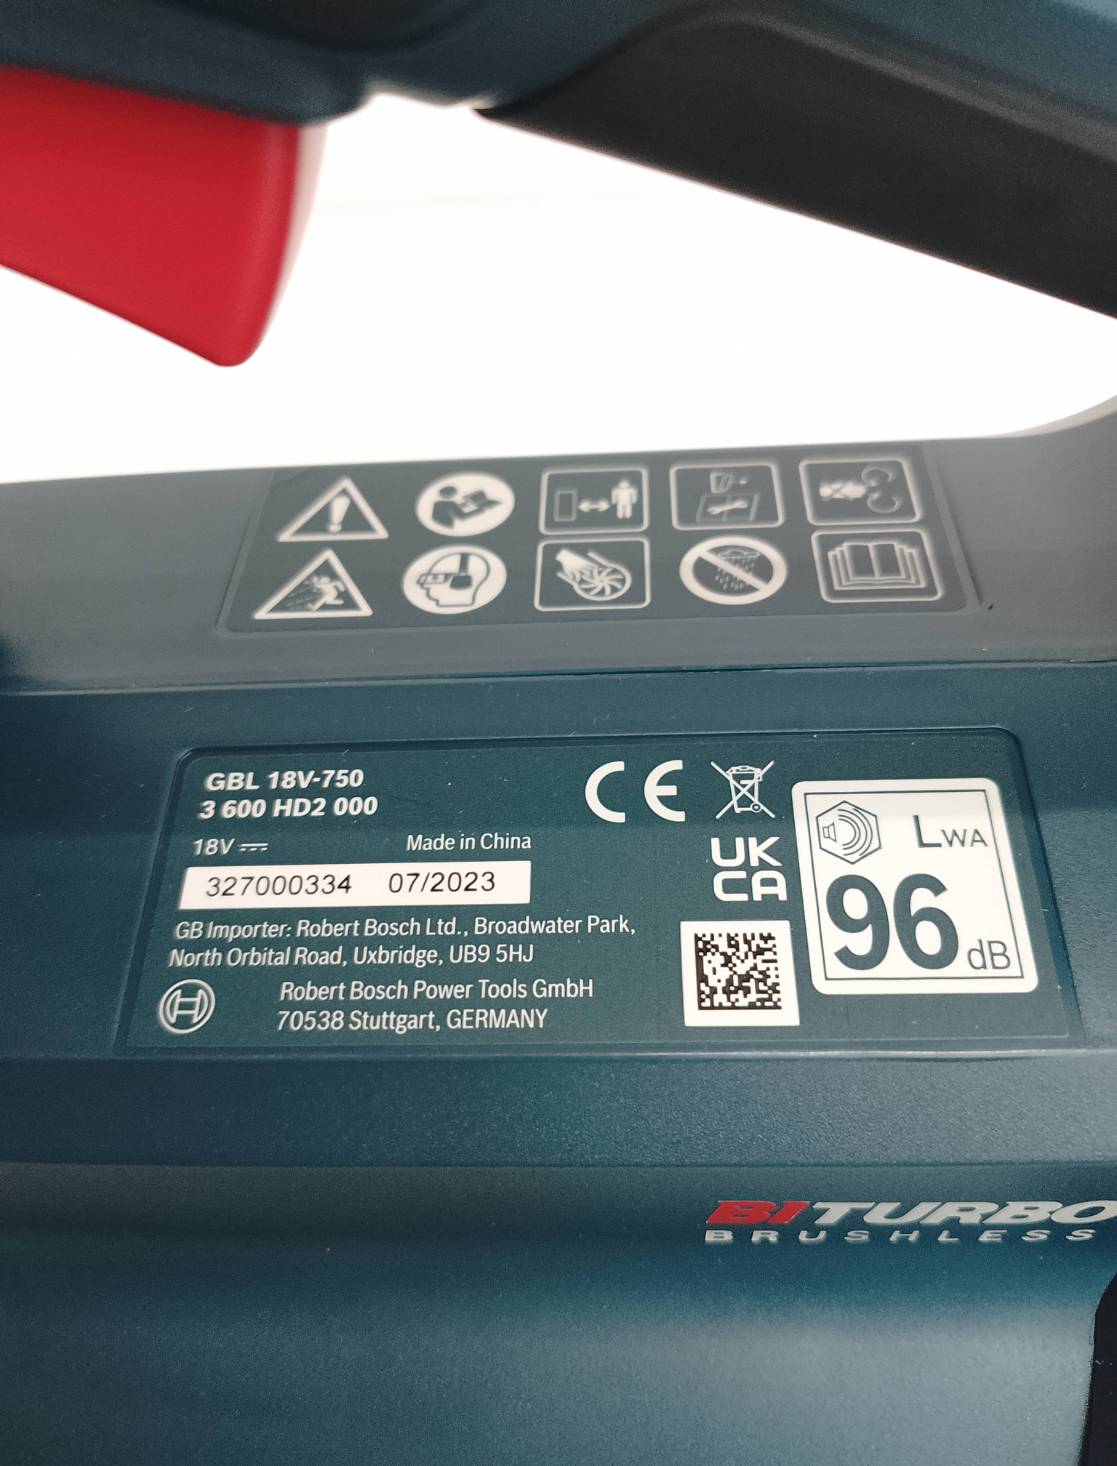 GBL 18V-750
3 600 HD2 000
18V ⎓
Made in China
327000334 07/2023
GB Importer: Robert Bosch Ltd., Broadwater Park,
North Orbital Road, Uxbridge, UB9 5HJ
Robert Bosch Power Tools GmbH
70538 Stuttgart, GERMANY
CE
UK
CA
LWA
96 dB
BITURBO
BRUSHLESS